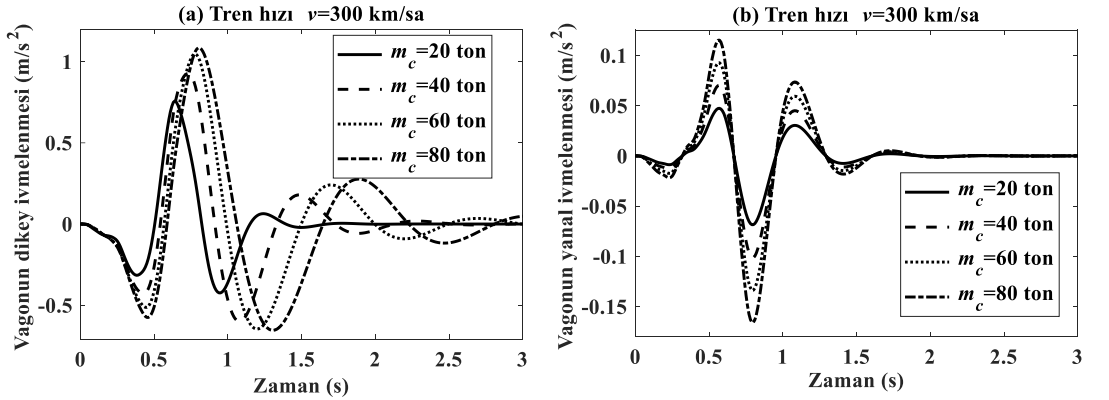 (a) Tren hızı v=300 km/sa
Vagonun dikey ivmelenmesi (m/s²)
1
0.5
0
-0.5
m_c=20 ton
m_c=40 ton
m_c=60 ton
m_c=80 ton
0 0.5 1 1.5 2 2.5 3
Zaman (s)
(b) Tren hızı v=300 km/sa
Vagonun yanal ivmelenmesi (m/s²)
0.1
0.05
0
-0.05
-0.1
-0.15
m_c=20 ton
m_c=40 ton
m_c=60 ton
m_c=80 ton
0 0.5 1 1.5 2 2.5 3
Zaman (s)